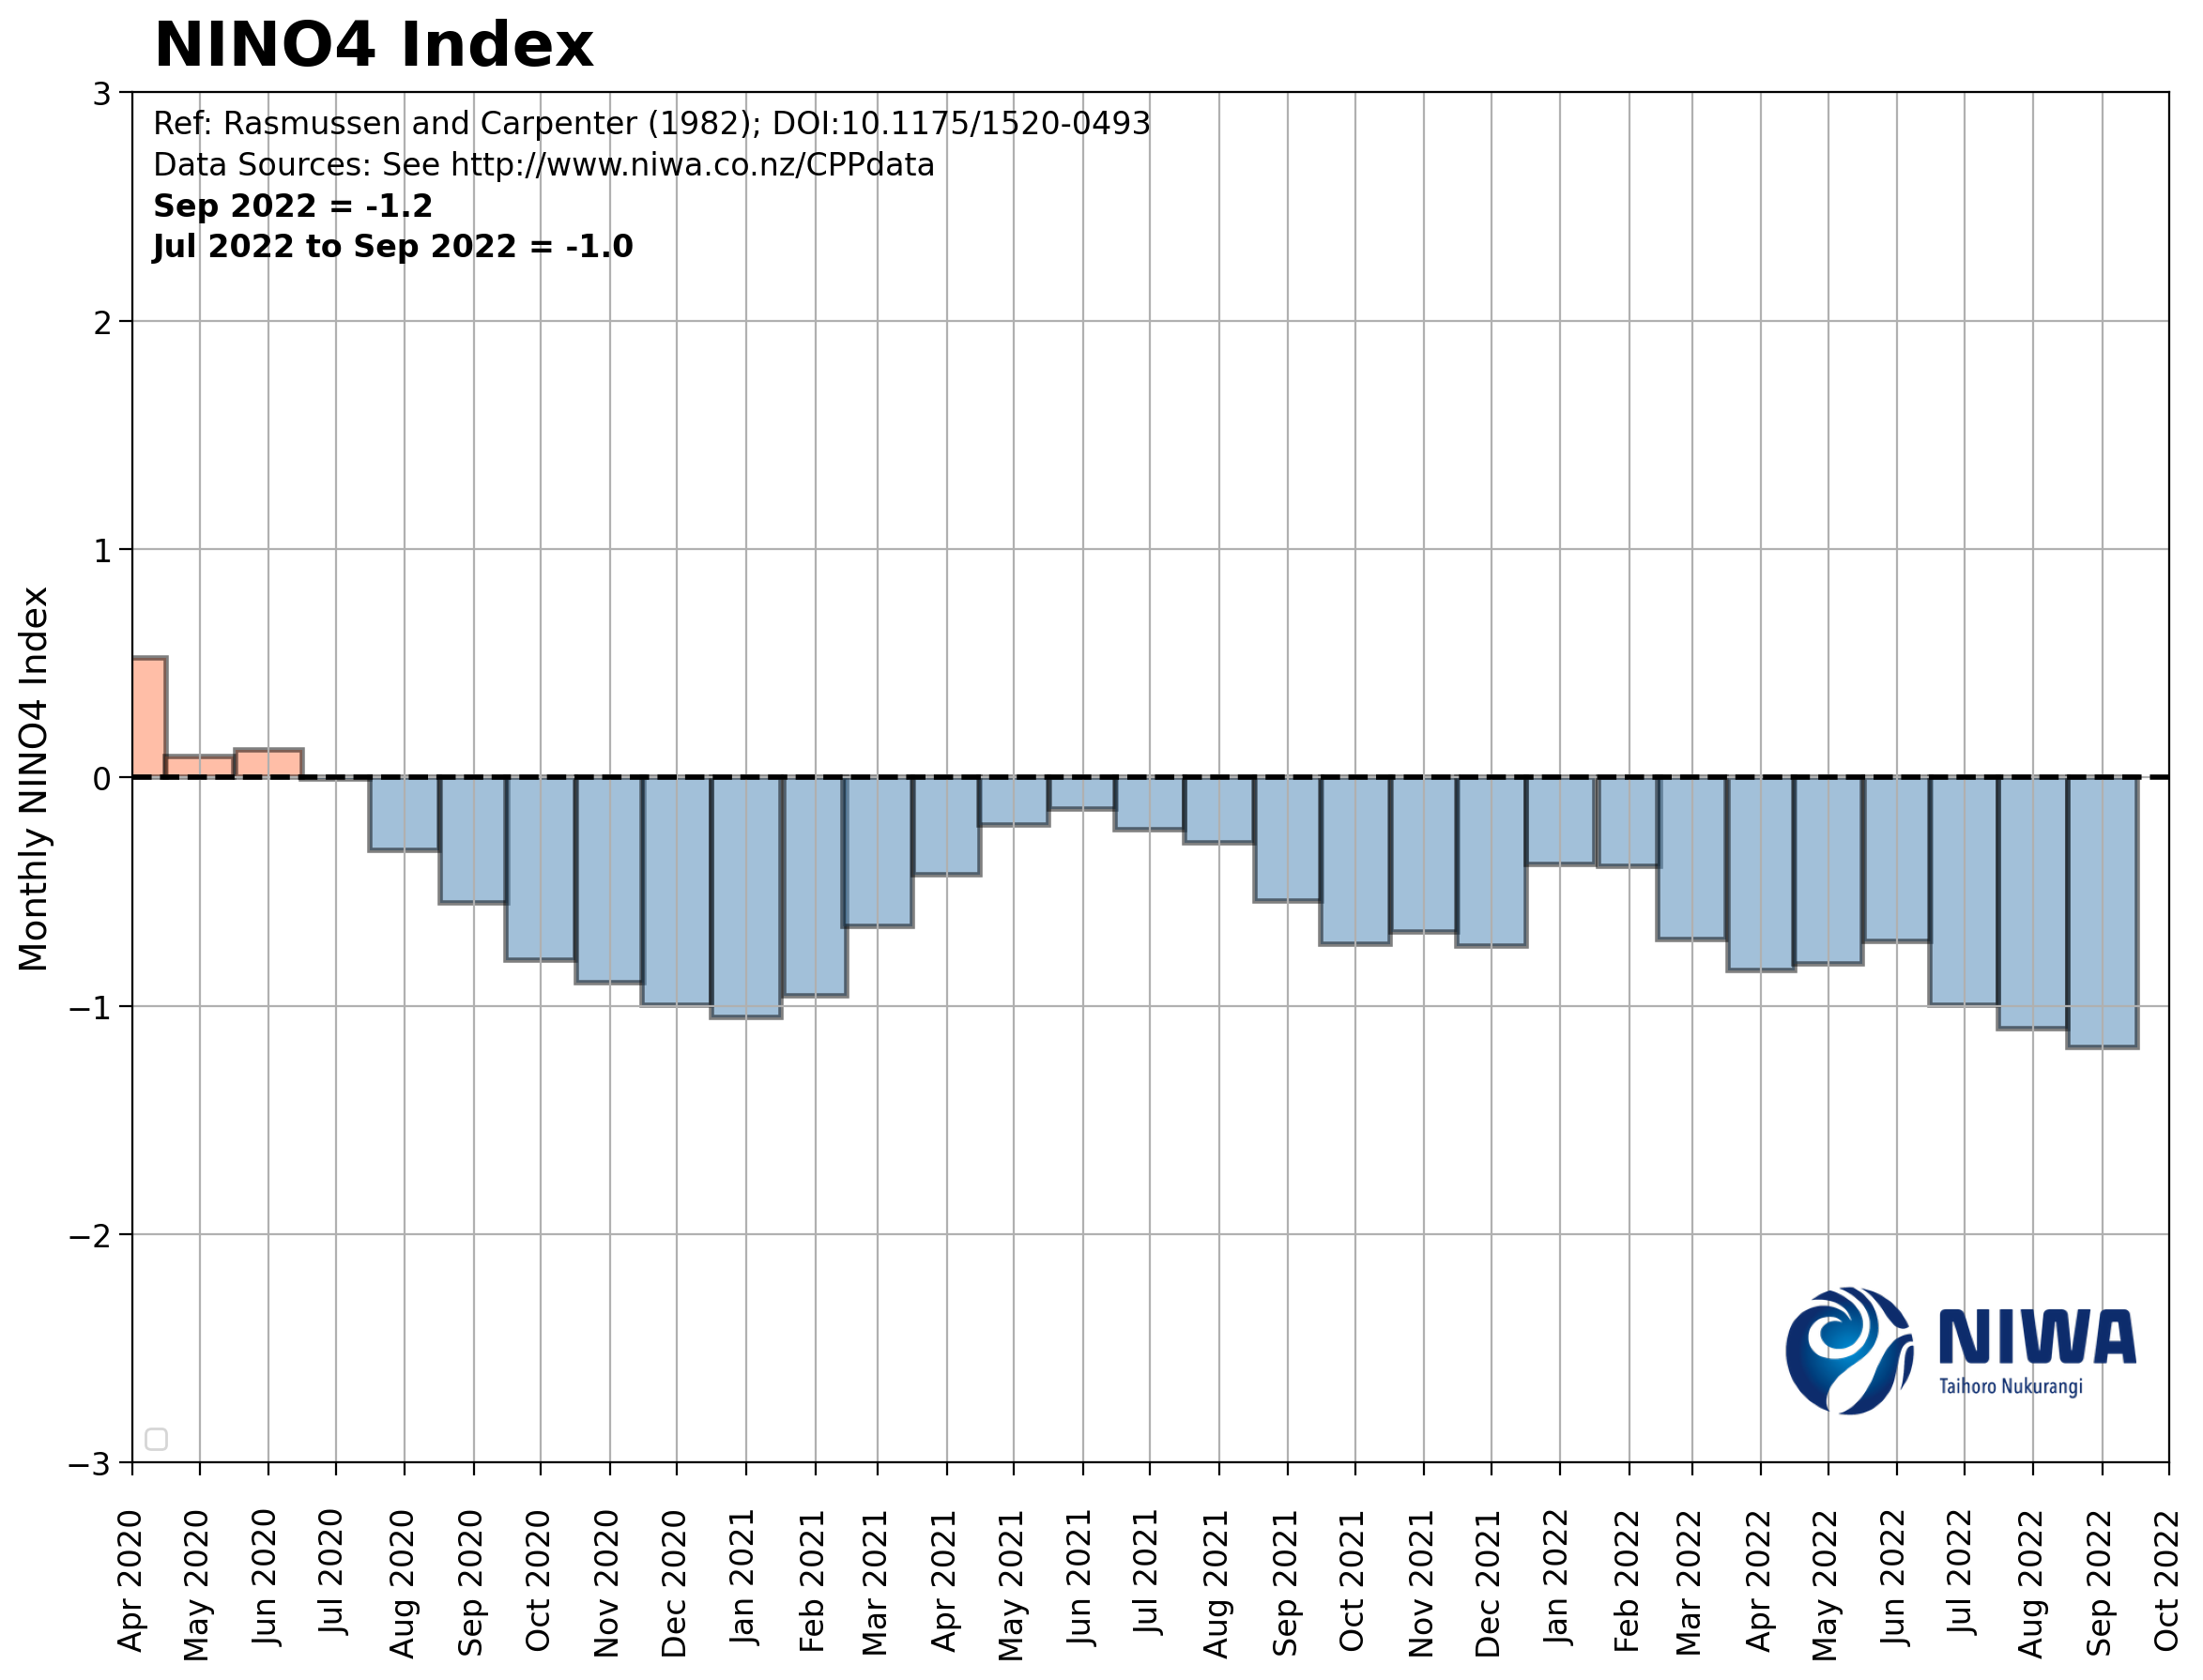 NINO4 Index
Ref: Rasmussen and Carpenter (1982); DOI:10.1175/1520-0493
Data Sources: See http://www.niwa.co.nz/CPPdata
Sep 2022 = -1.2
Jul 2022 to Sep 2022 = -1.0
Monthly NINO4 Index
3
2
1
0
−1
−2
−3
NIWA
Taihoro Nukurangi
Apr 2020
May 2020
Jun 2020
Jul 2020
Aug 2020
Sep 2020
Oct 2020
Nov 2020
Dec 2020
Jan 2021
Feb 2021
Mar 2021
Apr 2021
May 2021
Jun 2021
Jul 2021
Aug 2021
Sep 2021
Oct 2021
Nov 2021
Dec 2021
Jan 2022
Feb 2022
Mar 2022
Apr 2022
May 2022
Jun 2022
Jul 2022
Aug 2022
Sep 2022
Oct 2022